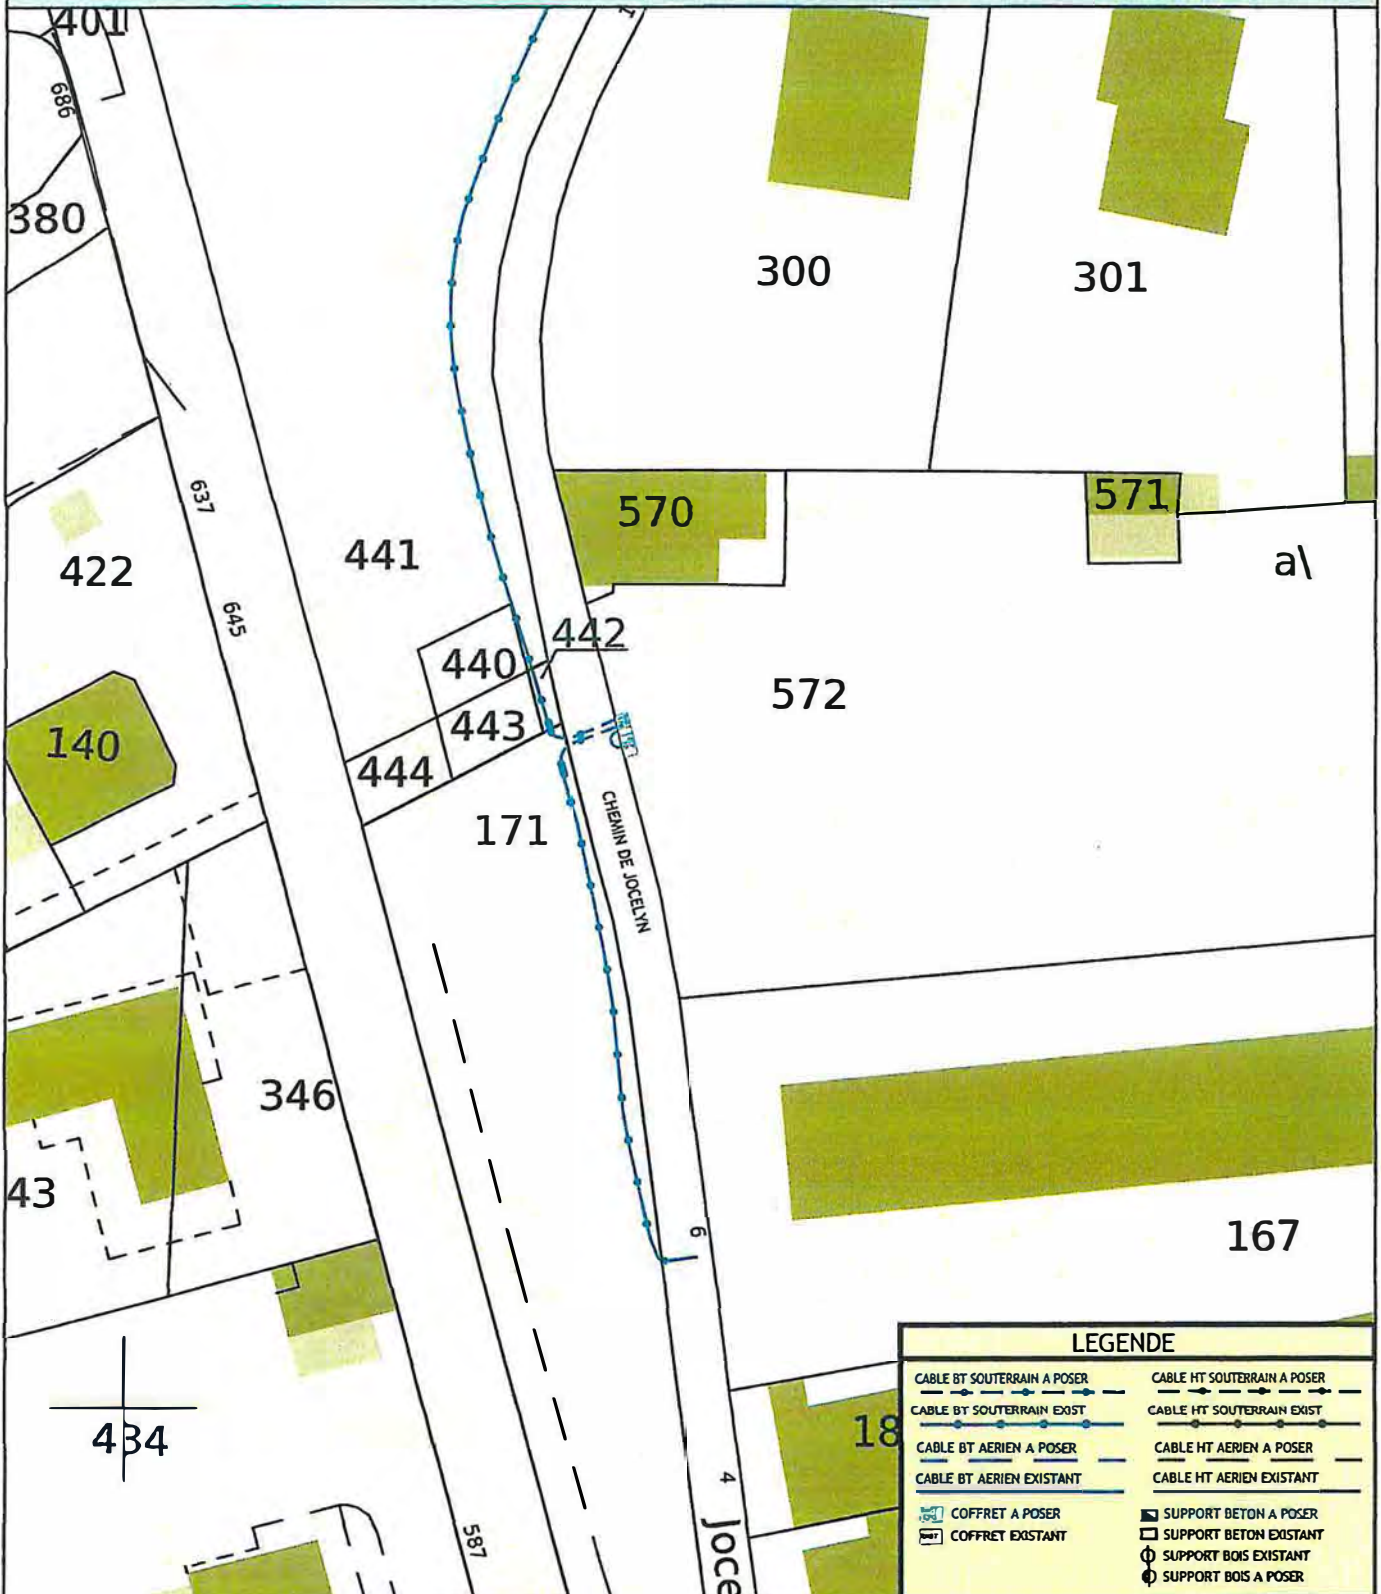 401
686
380
300
301
637
570
571
441
422
a\
645
442
440
572
443
140
444
171
CHEMIN DE JOCELYN
346
43
6
167
434
18
4
587
Joce
LEGENDE
CABLE BT SOUTERRAIN A POSER
CABLE BT SOUTERRAIN EXIST
CABLE BT AERIEN A POSER
CABLE BT AERIEN EXISTANT
COFFRET A POSER
COFFRET EXISTANT
CABLE HT SOUTERRAIN A POSER
CABLE HT SOUTERRAIN EXIST
CABLE HT AERIEN A POSER
CABLE HT AERIEN EXISTANT
SUPPORT BETON A POSER
SUPPORT BETON EXISTANT
SUPPORT BOIS EXISTANT
SUPPORT BOIS A POSER